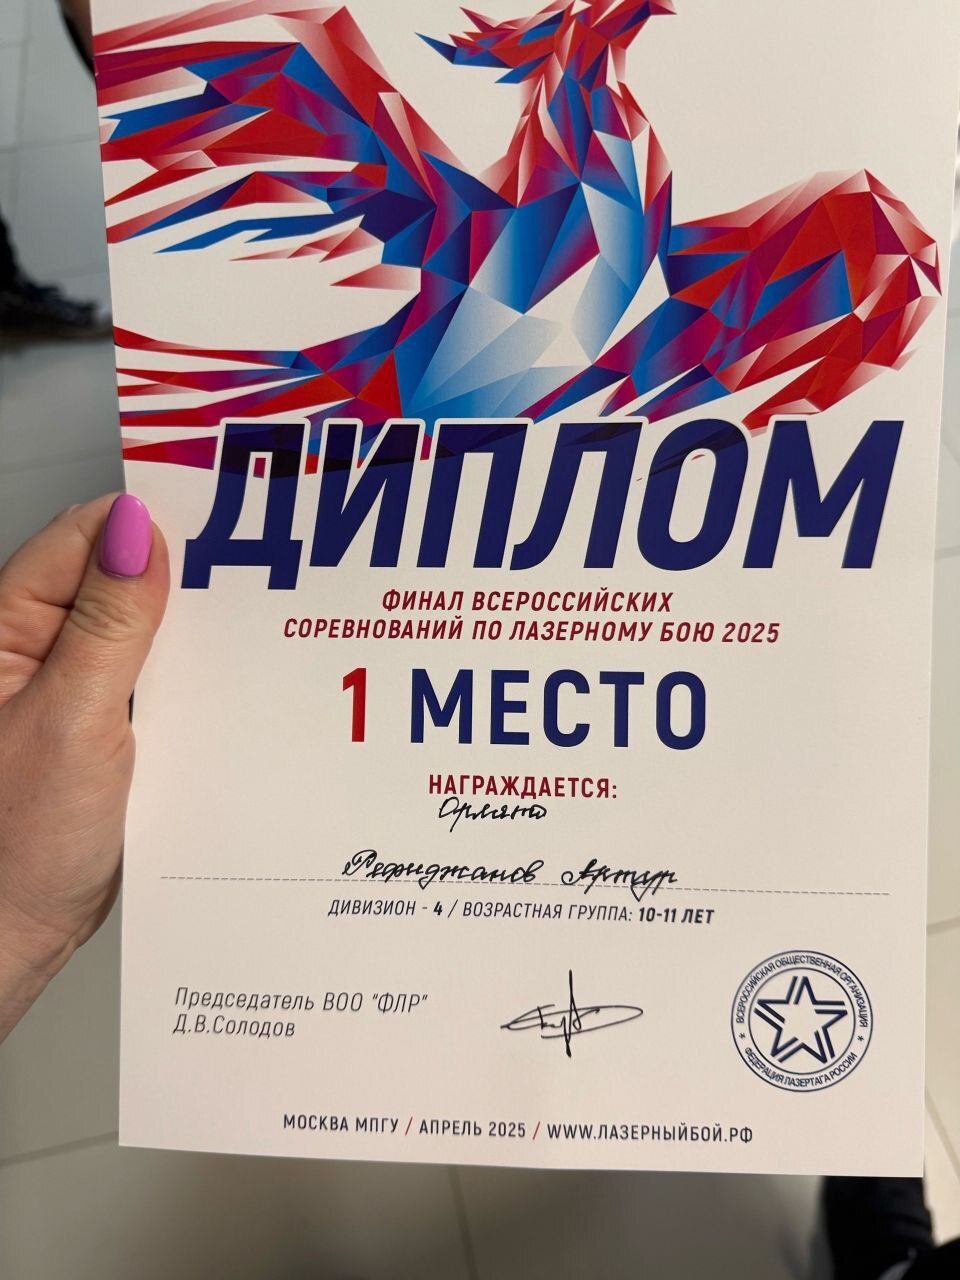 ДИПЛОМ
ФИНАЛ ВСЕРОССИЙСКИХ
СОРЕВНОВАНИЙ ПО ЛАЗЕРНОМУ БОЮ 2025
1 МЕСТО
НАГРАЖДАЕТСЯ:
Артур
ДИВИЗИОН - 4 / ВОЗРАСТНАЯ ГРУППА: 10-11 ЛЕТ
Председатель ВОО "ФЛР"
Д.В.Солодов
ВСЕРОССИЙСКАЯ ОБЩЕСТВЕННАЯ ОРГАНИЗАЦИЯ
ФЕДЕРАЦИЯ ЛАЗЕРТАГА РОССИИ
МОСКВА МПГУ / АПРЕЛЬ 2025 / WWW.ЛАЗЕРНЫЙБОЙ.РФ